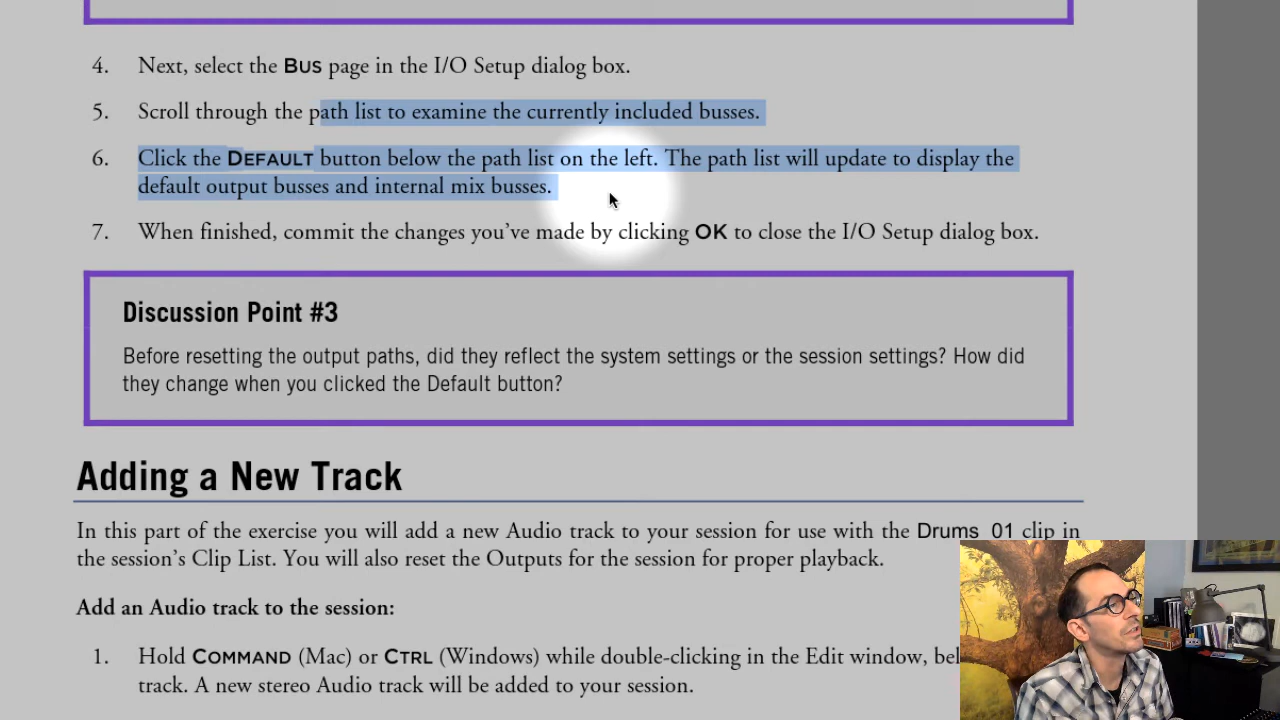 4. Next, select the BUS page in the I/O Setup dialog box.
5. Scroll through the path list to examine the currently included busses.
6. Click the DEFAULT button below the path list on the left. The path list will update to display the
default output busses and internal mix busses.
7. When finished, commit the changes you've made by clicking OK to close the I/O Setup dialog box.
Discussion Point #3
Before resetting the output paths, did they reflect the system settings or the session settings? How did
they change when you clicked the Default button?
Adding a New Track
In this part of the exercise you will add a new Audio track to your session for use with the Drums_01 clip in
the session's Clip List. You will also reset the Outputs for the session for proper playback.
Add an Audio track to the session:
1. Hold COMMAND (Mac) or CTRL (Windows) while double-clicking in the Edit window,
track. A new stereo Audio track will be added to your session.